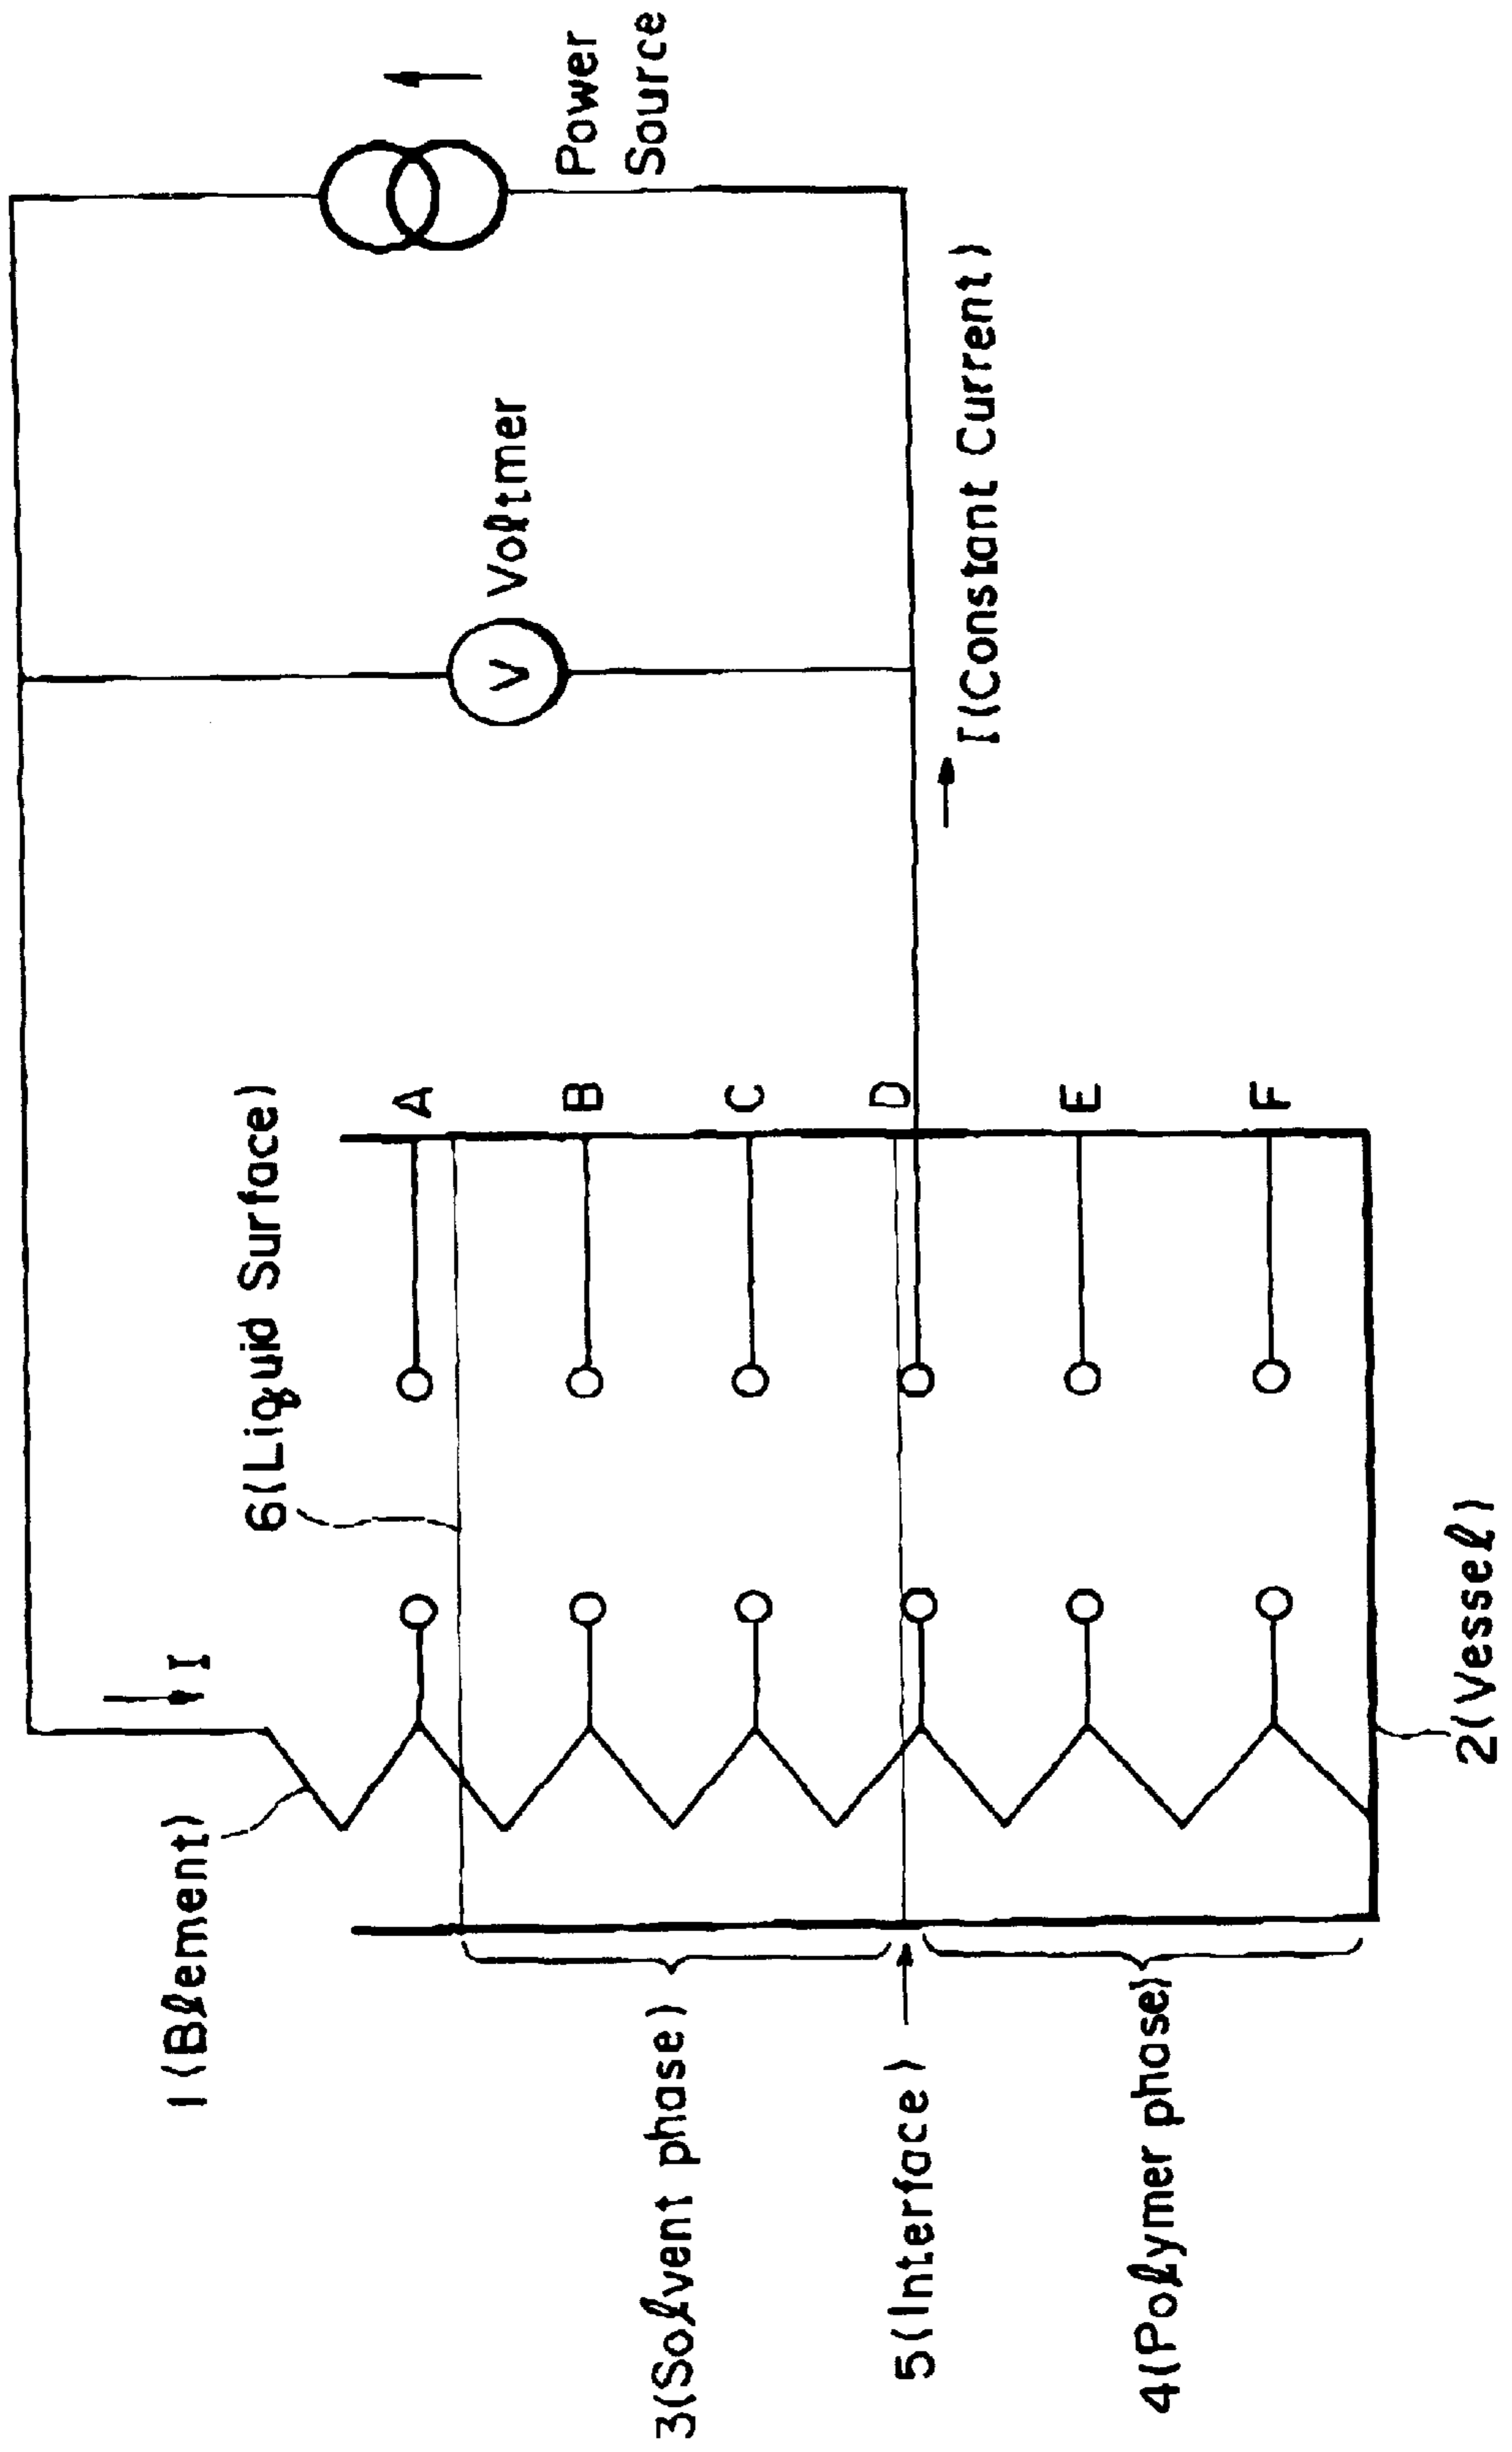 1(Blement)
I
6(Liquid Surface)
A
B
C
D
E
F
V
Voltmer
Power
Source
I(Constant Current)
3(Solvent phase)
5(Interface)
4(Polymer phase)
2(Vessel)